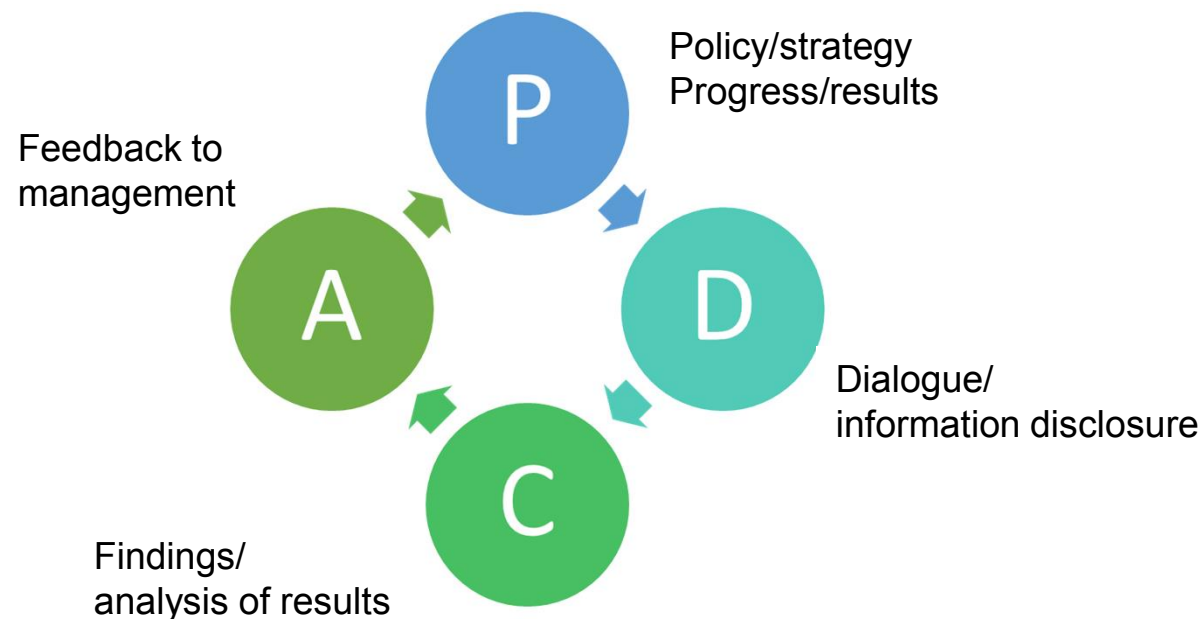 P
Policy/strategy
Progress/results
Feedback to
management
A
D
Dialogue/
information disclosure
C
Findings/
analysis of results